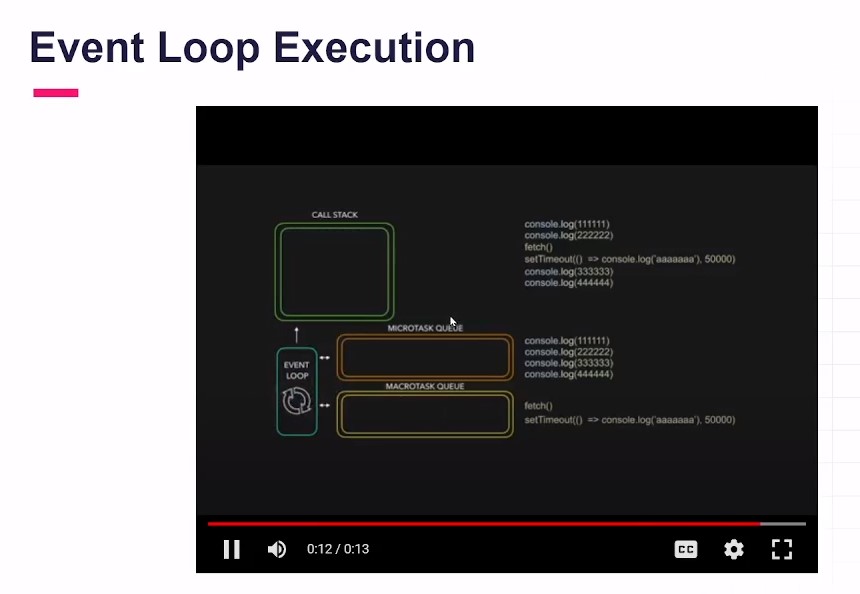 Event Loop Execution
CALL STACK
console.log(111111)
console.log(222222)
fetch()
setTimeout(() => console.log('aaaaaaa'), 50000)
console.log(333333)
console.log(444444)
MICROTASK QUEUE
console.log(111111)
console.log(222222)
console.log(333333)
console.log(444444)
EVENT
LOOP
MACROTASK QUEUE
fetch()
setTimeout(() => console.log('aaaaaaa'), 50000)
0:12 / 0:13
CC